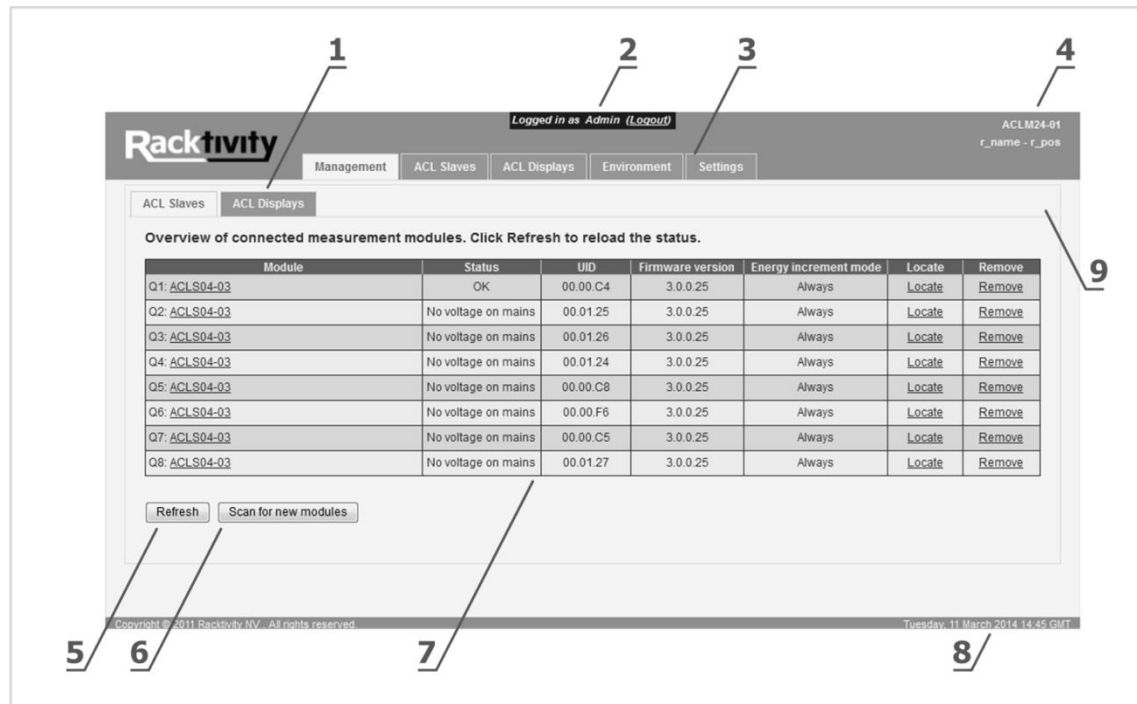 1 2 3 4
Logged in as Admin (Logout)
ACLM24-01
Racktivity
r_name - r_pos
Management ACL Slaves ACL Displays Environment Settings
ACL Slaves ACL Displays
Overview of connected measurement modules. Click Refresh to reload the status.
9
Module Status UID Firmware version Energy increment mode Locate Remove
Q1: ACLS04-03 OK 00.00.C4 3.0.0.25 Always Locate Remove
Q2: ACLS04-03 No voltage on mains 00.01.25 3.0.0.25 Always Locate Remove
Q3: ACLS04-03 No voltage on mains 00.01.26 3.0.0.25 Always Locate Remove
Q4: ACLS04-03 No voltage on mains 00.01.24 3.0.0.25 Always Locate Remove
Q5: ACLS04-03 No voltage on mains 00.00.C8 3.0.0.25 Always Locate Remove
Q6: ACLS04-03 No voltage on mains 00.00.F6 3.0.0.25 Always Locate Remove
Q7: ACLS04-03 No voltage on mains 00.00.C5 3.0.0.25 Always Locate Remove
Q8: ACLS04-03 No voltage on mains 00.01.27 3.0.0.25 Always Locate Remove
Refresh Scan for new modules
Copyright © 2011 Racktivity NV.. All rights reserved. Tuesday, 11 March 2014 14:45 GMT
5 6 7 8